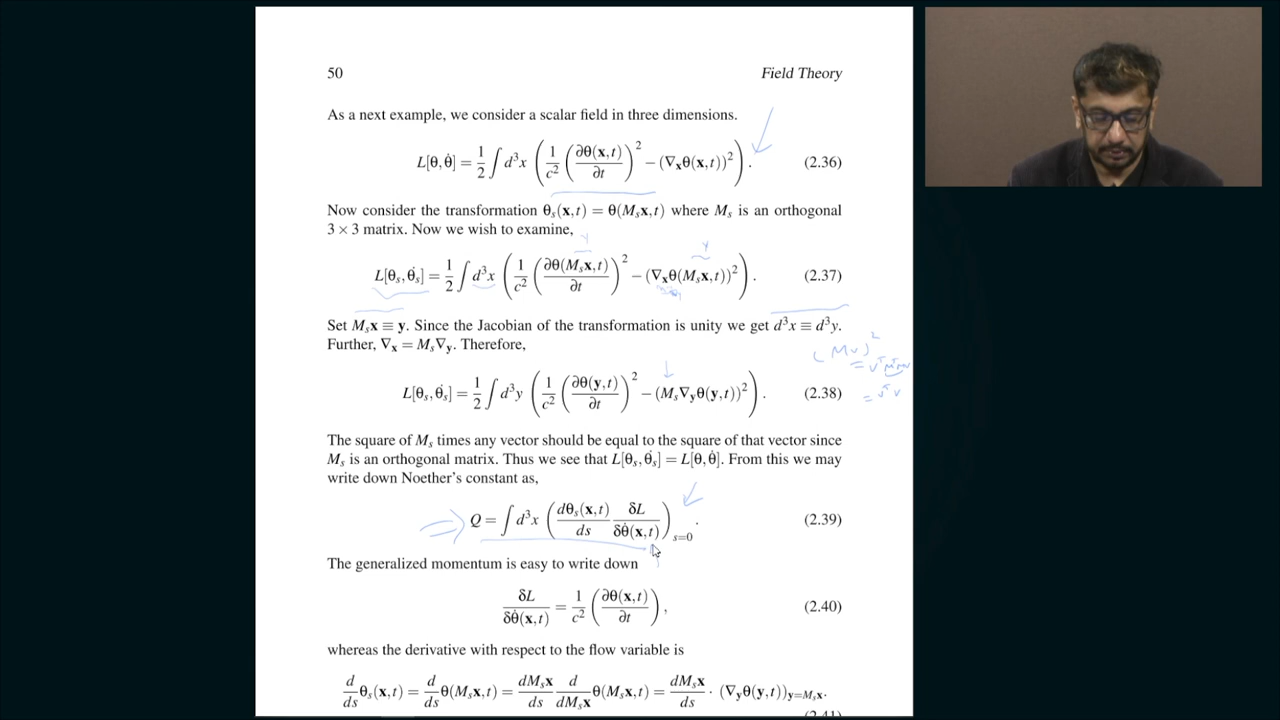 50 Field Theory
As a next example, we consider a scalar field in three dimensions.
L[θ,θ̇] = 1/2 ∫ d³x ( 1/c² ( ∂θ(x,t)/∂t )² − (∇ₓθ(x,t))² ). (2.36)
Now consider the transformation θₛ(x,t) = θ(Mₛx,t) where Mₛ is an orthogonal
3 × 3 matrix. Now we wish to examine,
y y
L[θₛ,θ̇ₛ] = 1/2 ∫ d³x ( 1/c² ( ∂θ(Mₛx,t)/∂t )² − (∇ₓθ(Mₛx,t))² ). (2.37)
Set Mₛx ≡ y. Since the Jacobian of the transformation is unity we get d³x ≡ d³y.
Further, ∇ₓ = Mₛ∇ᵧ. Therefore,
(Mv)²
= vᵀMᵀMv
= vᵀv
L[θₛ,θ̇ₛ] = 1/2 ∫ d³y ( 1/c² ( ∂θ(y,t)/∂t )² − (Mₛ∇ᵧθ(y,t))² ). (2.38)
The square of Mₛ times any vector should be equal to the square of that vector since
Mₛ is an orthogonal matrix. Thus we see that L[θₛ,θ̇ₛ] = L[θ,θ̇]. From this we may
write down Noether's constant as,
⇒ Q = ∫ d³x ( dθₛ(x,t)/ds δL/δθ̇(x,t) )ₛ₌₀. (2.39)
The generalized momentum is easy to write down
δL/δθ̇(x,t) = 1/c² ( ∂θ(x,t)/∂t ), (2.40)
whereas the derivative with respect to the flow variable is
d/ds θₛ(x,t) = d/ds θ(Mₛx,t) = dMₛx/ds d/dMₛx θ(Mₛx,t) = dMₛx/ds · (∇ᵧθ(y,t))y=Mₛx.
(2.41)